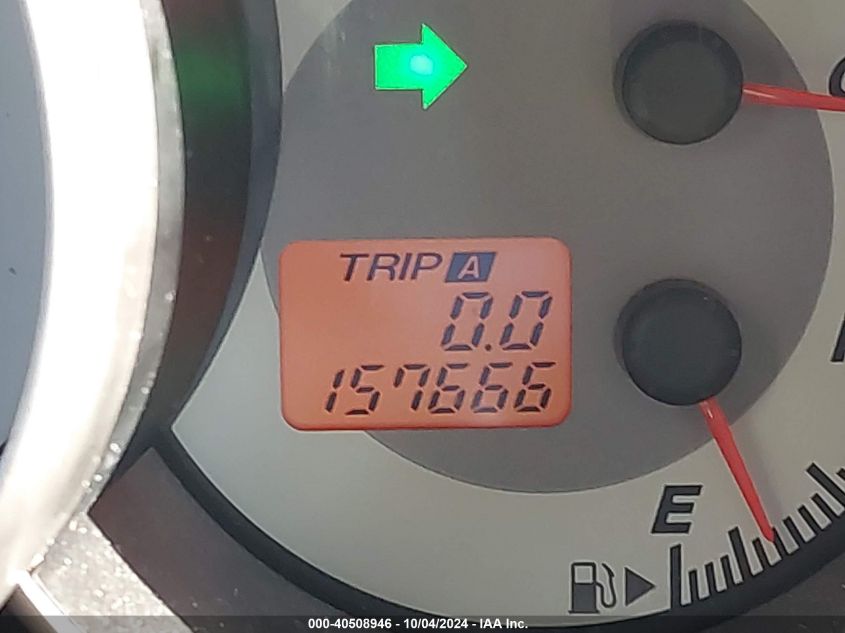 TRIP A
0.0
157666
E
000-40508946 - 10/04/2024 - IAA Inc.